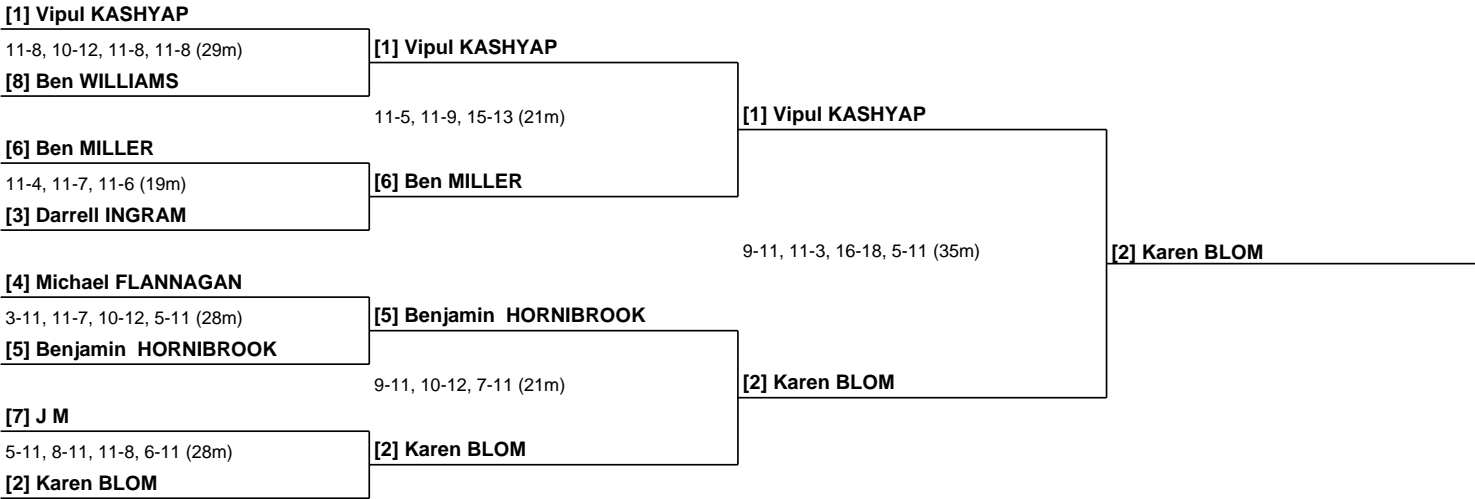 [1] Vipul KASHYAP
11-8, 10-12, 11-8, 11-8 (29m)
[8] Ben WILLIAMS
[6] Ben MILLER
11-4, 11-7, 11-6 (19m)
[3] Darrell INGRAM
[4] Michael FLANNAGAN
3-11, 11-7, 10-12, 5-11 (28m)
[5] Benjamin  HORNIBROOK
[7] J M
5-11, 8-11, 11-8, 6-11 (28m)
[2] Karen BLOM
[1] Vipul KASHYAP
11-5, 11-9, 15-13 (21m)
[6] Ben MILLER
[5] Benjamin  HORNIBROOK
9-11, 10-12, 7-11 (21m)
[2] Karen BLOM
[1] Vipul KASHYAP
9-11, 11-3, 16-18, 5-11 (35m)
[2] Karen BLOM
[2] Karen BLOM